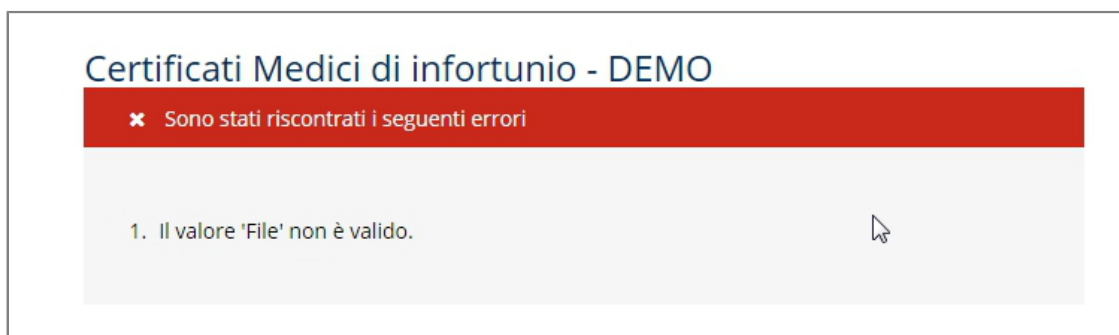 Certificati Medici di infortunio - DEMO
✖ Sono stati riscontrati i seguenti errori
1. Il valore 'File' non è valido.